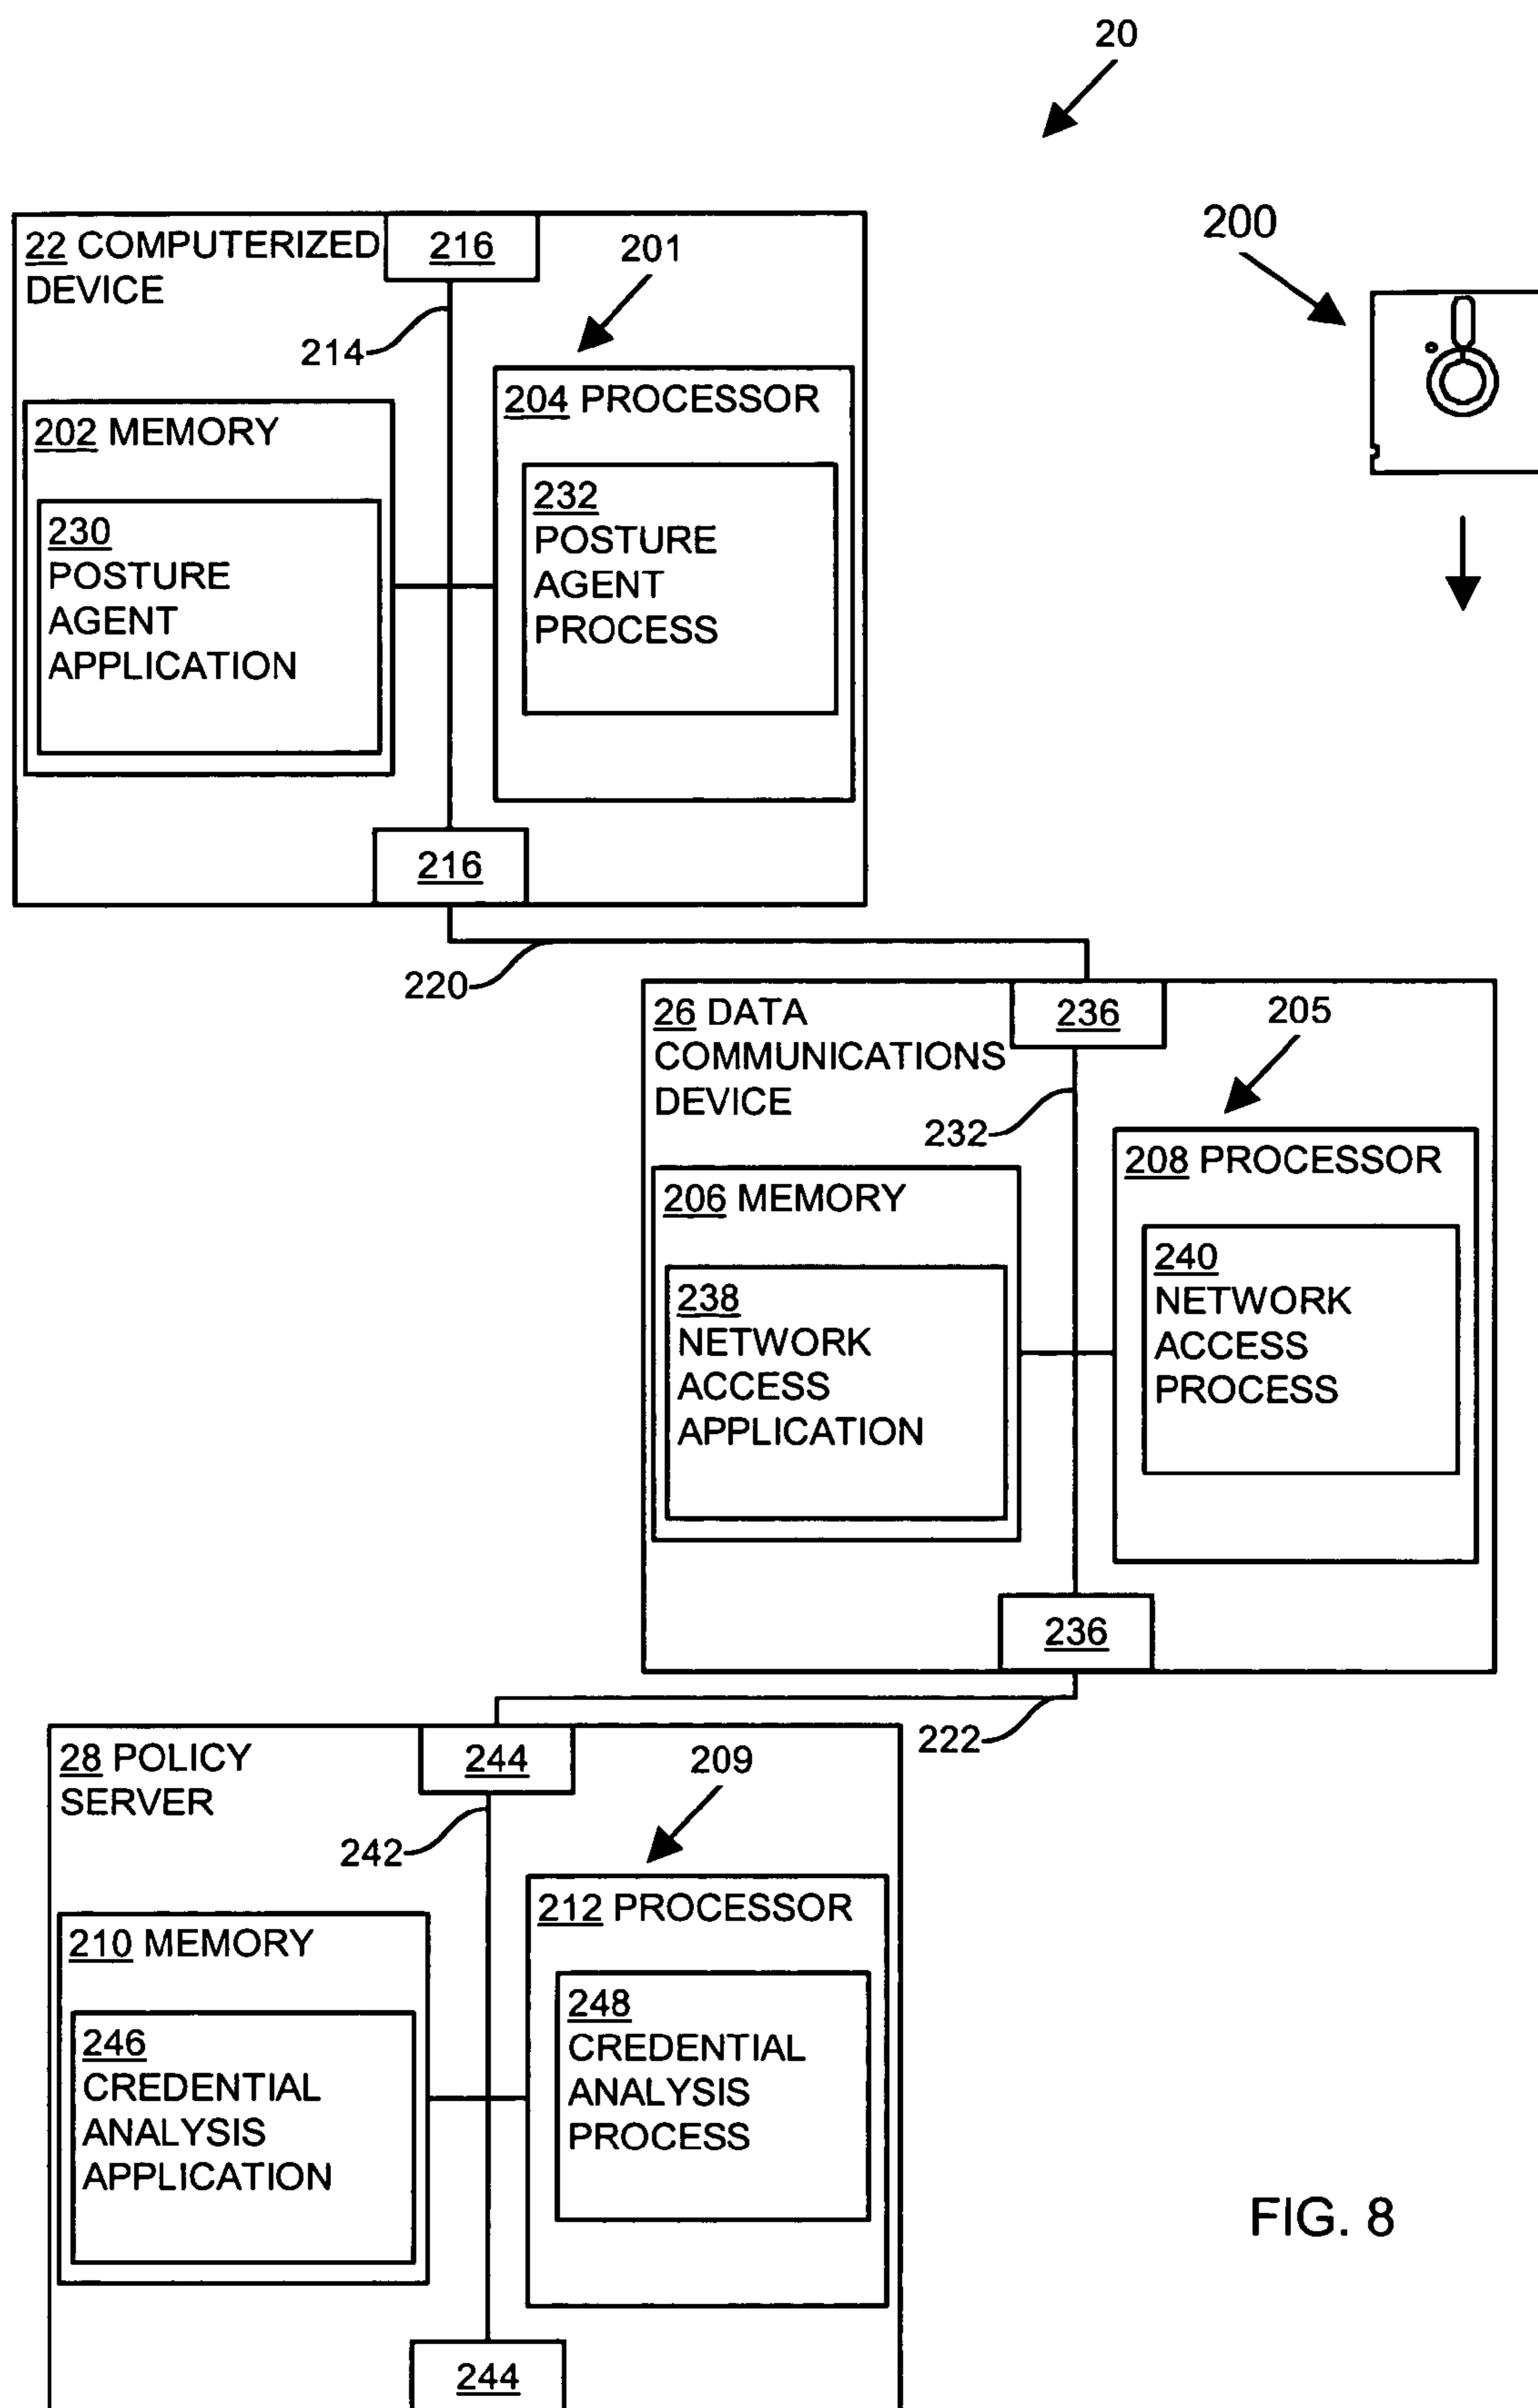 20
200
22 COMPUTERIZED
DEVICE
216
201
214
202 MEMORY
204 PROCESSOR
230
POSTURE
AGENT
APPLICATION
232
POSTURE
AGENT
PROCESS
216
220
26 DATA
COMMUNICATIONS
DEVICE
236
205
232
206 MEMORY
208 PROCESSOR
238
NETWORK
ACCESS
APPLICATION
240
NETWORK
ACCESS
PROCESS
236
222
28 POLICY
SERVER
244
209
242
210 MEMORY
212 PROCESSOR
246
CREDENTIAL
ANALYSIS
APPLICATION
248
CREDENTIAL
ANALYSIS
PROCESS
244
FIG. 8